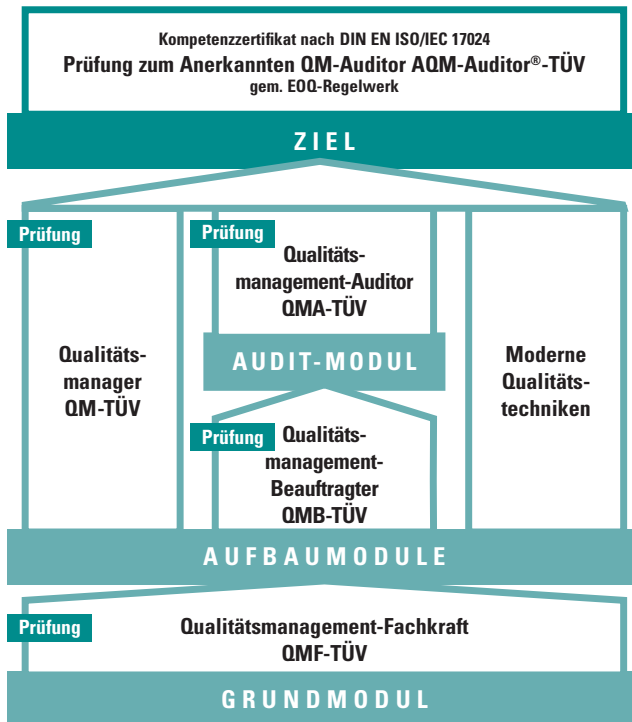 Kompetenzzertifikat nach DIN EN ISO/IEC 17024
Prüfung zum Anerkannten QM-Auditor AQM-Auditor®-TÜV
gem. EOQ-Regelwerk
ZIEL
Prüfung
Qualitäts-
manager
QM-TÜV
Prüfung
Qualitäts-
management-Auditor
QMA-TÜV
AUDIT-MODUL
Prüfung
Qualitäts-
management-
Beauftragter
QMB-TÜV
Moderne
Qualitäts-
techniken
AUFBAUMODULE
Prüfung
Qualitätsmanagement-Fachkraft
QMF-TÜV
GRUNDMODUL